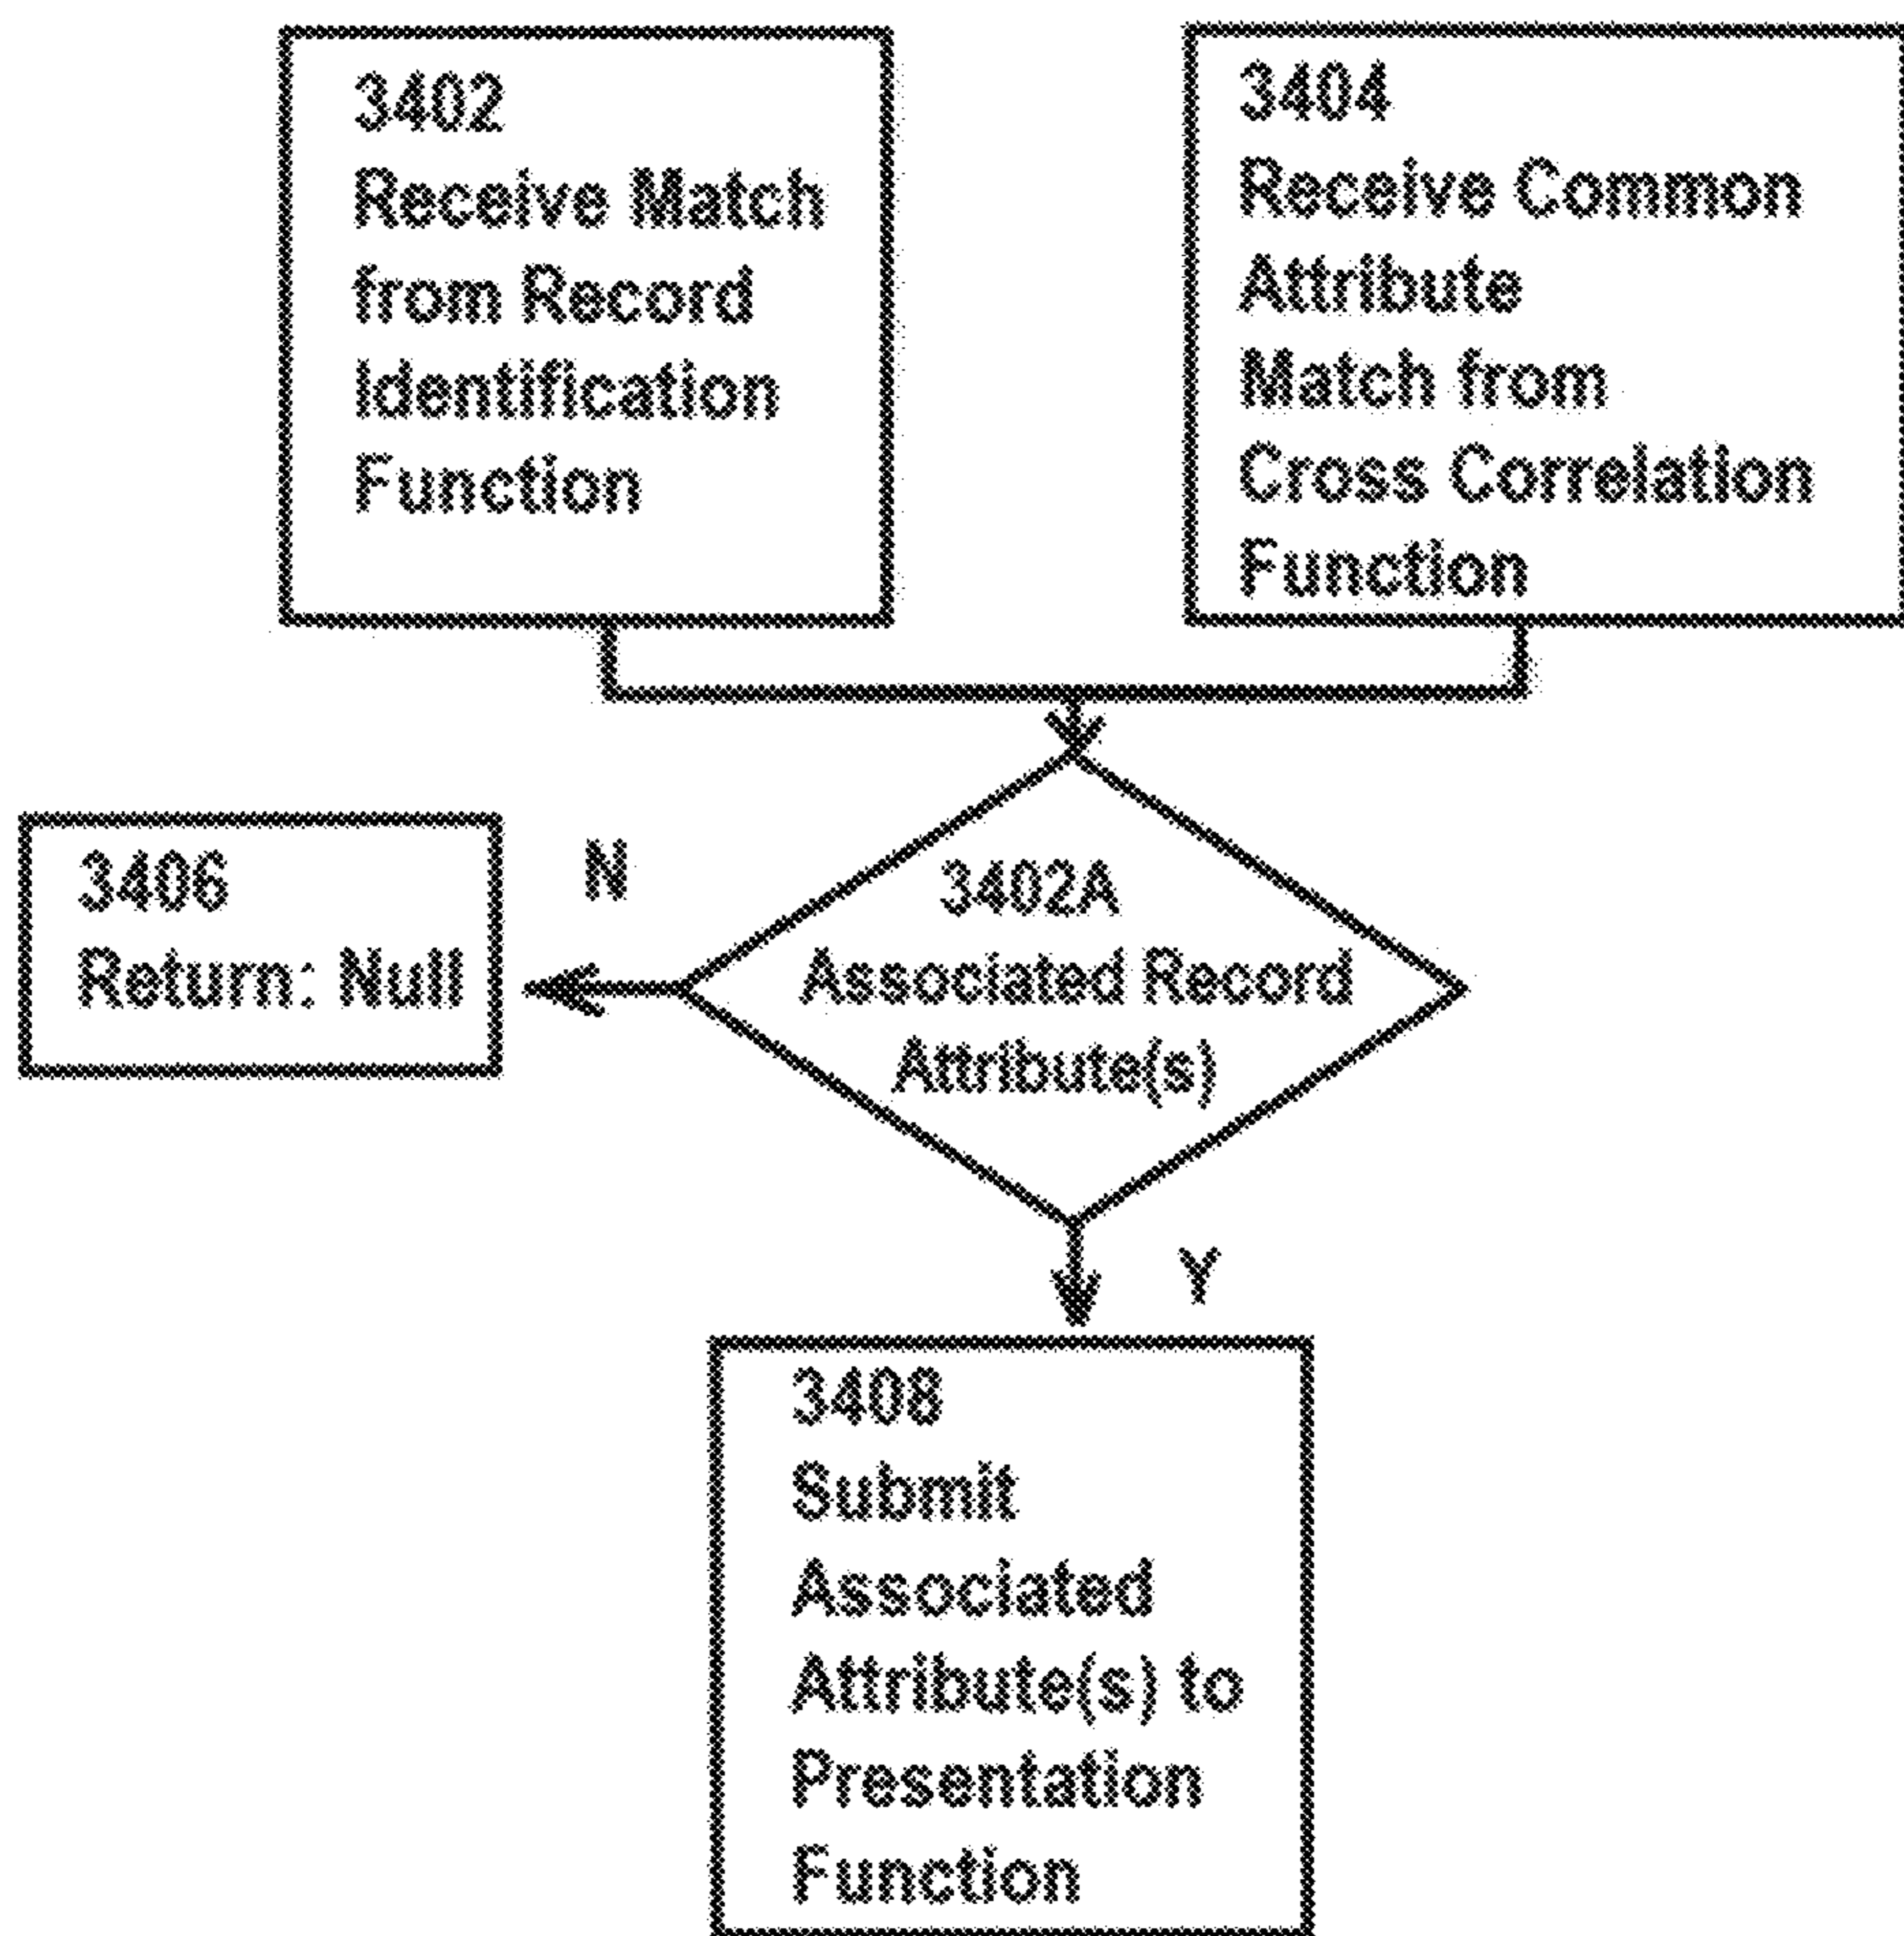 3402
Receive Match
from Record
Identification
Function
3404
Receive Common
Attribute
Match from
Cross Correlation
Function
3406
Return: Null
N
3402A
Associated Record
Attribute(s)
Y
3408
Submit
Associated
Attribute(s) to
Presentation
Function